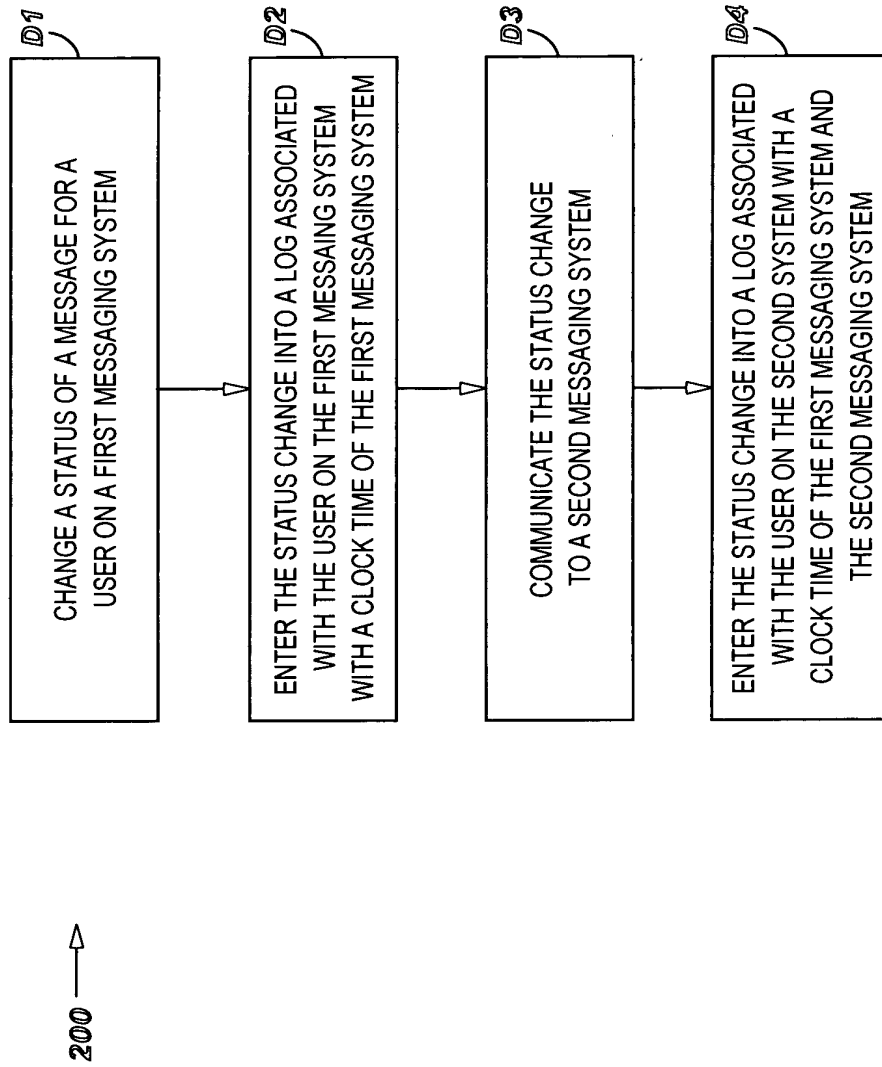 200
D1
CHANGE A STATUS OF A MESSAGE FOR A
USER ON A FIRST MESSAGING SYSTEM
D2
ENTER THE STATUS CHANGE INTO A LOG ASSOCIATED
WITH THE USER ON THE FIRST MESSAING SYSTEM
WITH A CLOCK TIME OF THE FIRST MESSAGING SYSTEM
D3
COMMUNICATE THE STATUS CHANGE
TO A SECOND MESSAGING SYSTEM
D4
ENTER THE STATUS CHANGE INTO A LOG ASSOCIATED
WITH THE USER ON THE SECOND SYSTEM WITH A
CLOCK TIME OF THE FIRST MESSAGING SYSTEM AND
THE SECOND MESSAGING SYSTEM